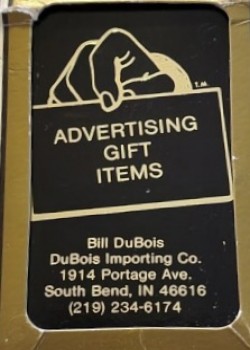 T.M.
ADVERTISING
GIFT
ITEMS
Bill DuBois
DuBois Importing Co.
1914 Portage Ave.
South Bend, IN 46616
(219) 234-6174